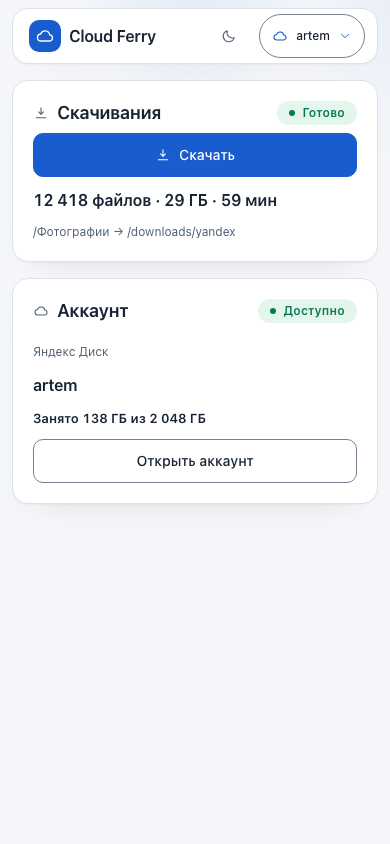 Cloud Ferry
artem
Скачивания
Готово
Скачать
12 418 файлов · 29 ГБ · 59 мин
/Фотографии → /downloads/yandex
Аккаунт
Доступно
Яндекс Диск
artem
Занято 138 ГБ из 2 048 ГБ
Открыть аккаунт